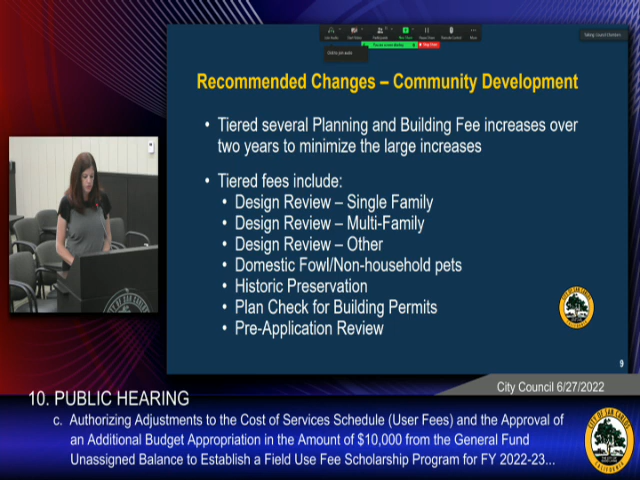 Recommended Changes – Community Development
• Tiered several Planning and Building Fee increases over
two years to minimize the large increases
• Tiered fees include:
• Design Review – Single Family
• Design Review – Multi-Family
• Design Review – Other
• Domestic Fowl/Non-household pets
• Historic Preservation
• Plan Check for Building Permits
• Pre-Application Review
9
City Council 6/27/2022
10. PUBLIC HEARING
c. Authorizing Adjustments to the Cost of Services Schedule (User Fees) and the Approval of
an Additional Budget Appropriation in the Amount of $10,000 from the General Fund
Unassigned Balance to Establish a Field Use Fee Scholarship Program for FY 2022-23...